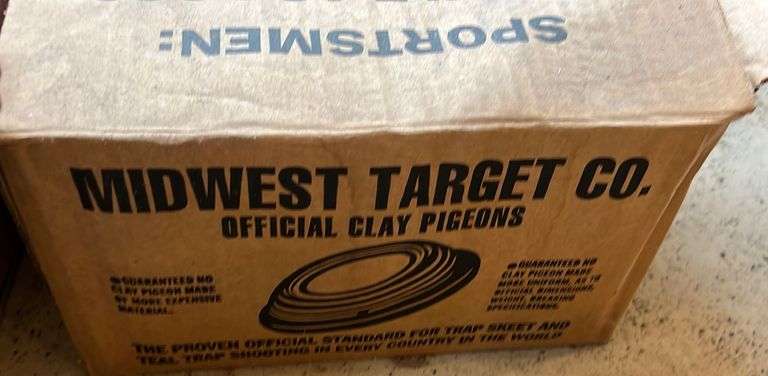 SPORTSMEN:
MIDWEST TARGET CO.
OFFICIAL CLAY PIGEONS
●GUARANTEED NO
CLAY PIGEON MADE
OF MORE EXPENSIVE
MATERIAL.
●GUARANTEED NO
CLAY PIGEON MADE
MORE UNIFORM, AS TO
OFFICIAL DIMENSIONS,
WEIGHT, BREAKING
SPECIFICATIONS.
THE PROVEN OFFICIAL STANDARD FOR TRAP SKEET AND
TEAL TRAP SHOOTING IN EVERY COUNTRY IN THE WORLD